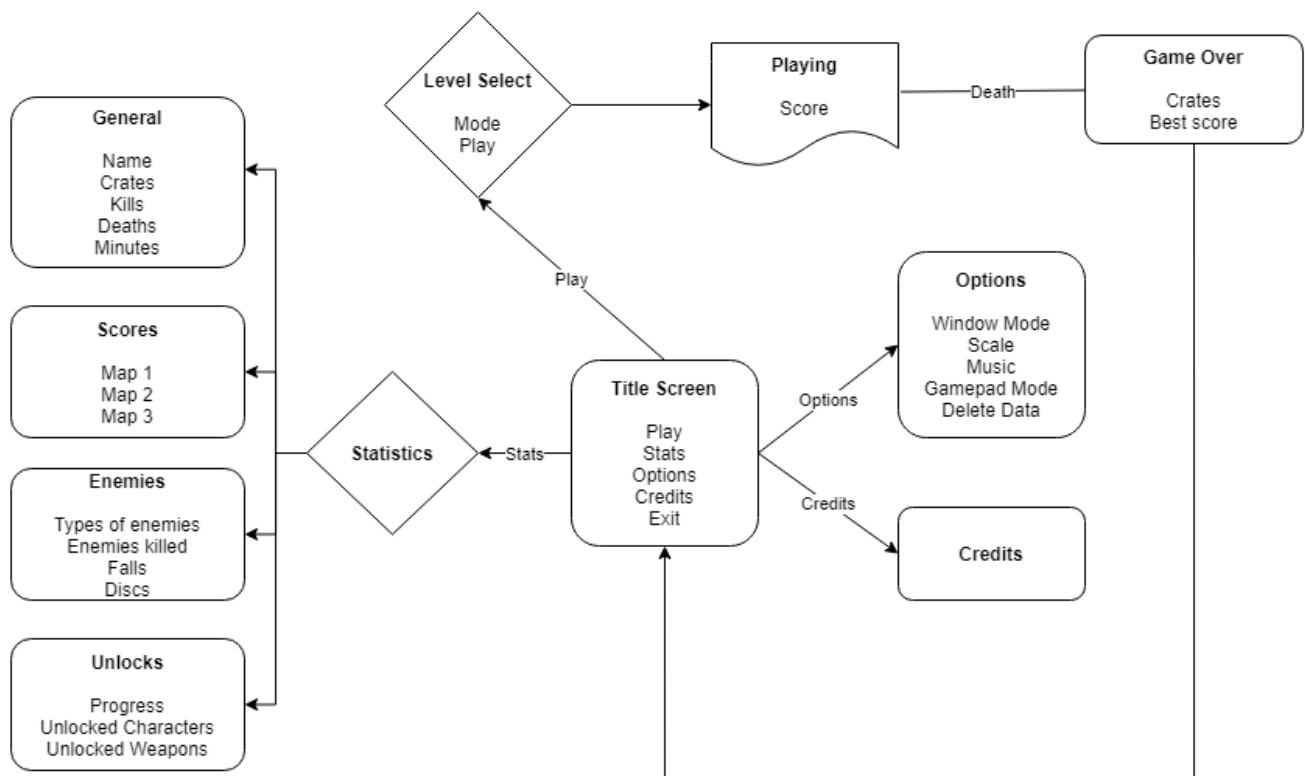 Level Select
Mode
Play
Playing
Score
Death
Game Over
Crates
Best score
General
Name
Crates
Kills
Deaths
Minutes
Play
Options
Window Mode
Scale
Music
Gamepad Mode
Delete Data
Scores
Map 1
Map 2
Map 3
Title Screen
Play
Stats
Options
Credits
Exit
Options
Statistics
Stats
Credits
Credits
Enemies
Types of enemies
Enemies killed
Falls
Discs
Unlocks
Progress
Unlocked Characters
Unlocked Weapons